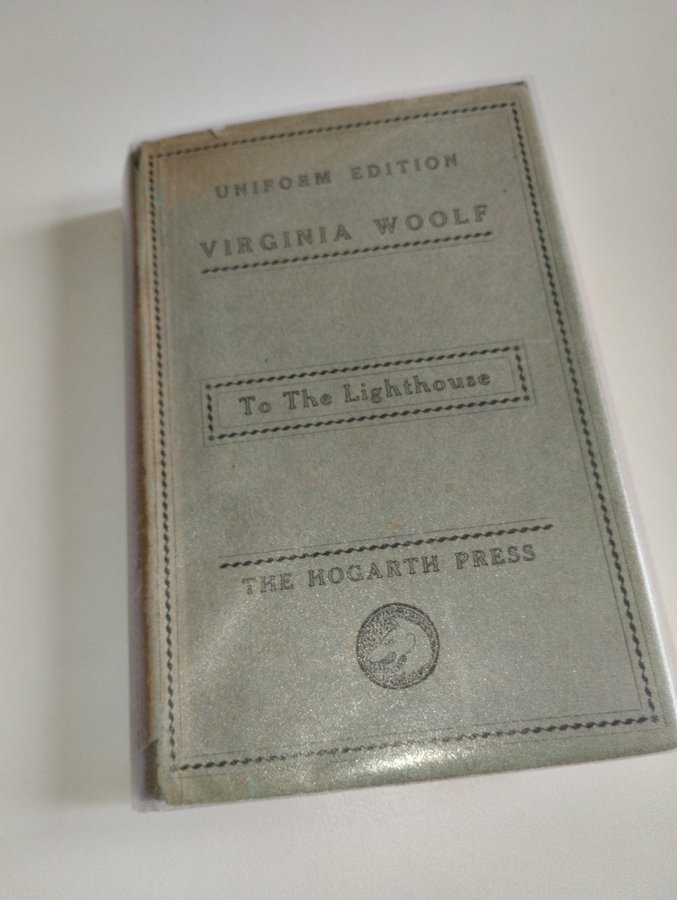 UNIFORM EDITION
VIRGINIA WOOLF
To The Lighthouse
THE HOGARTH PRESS